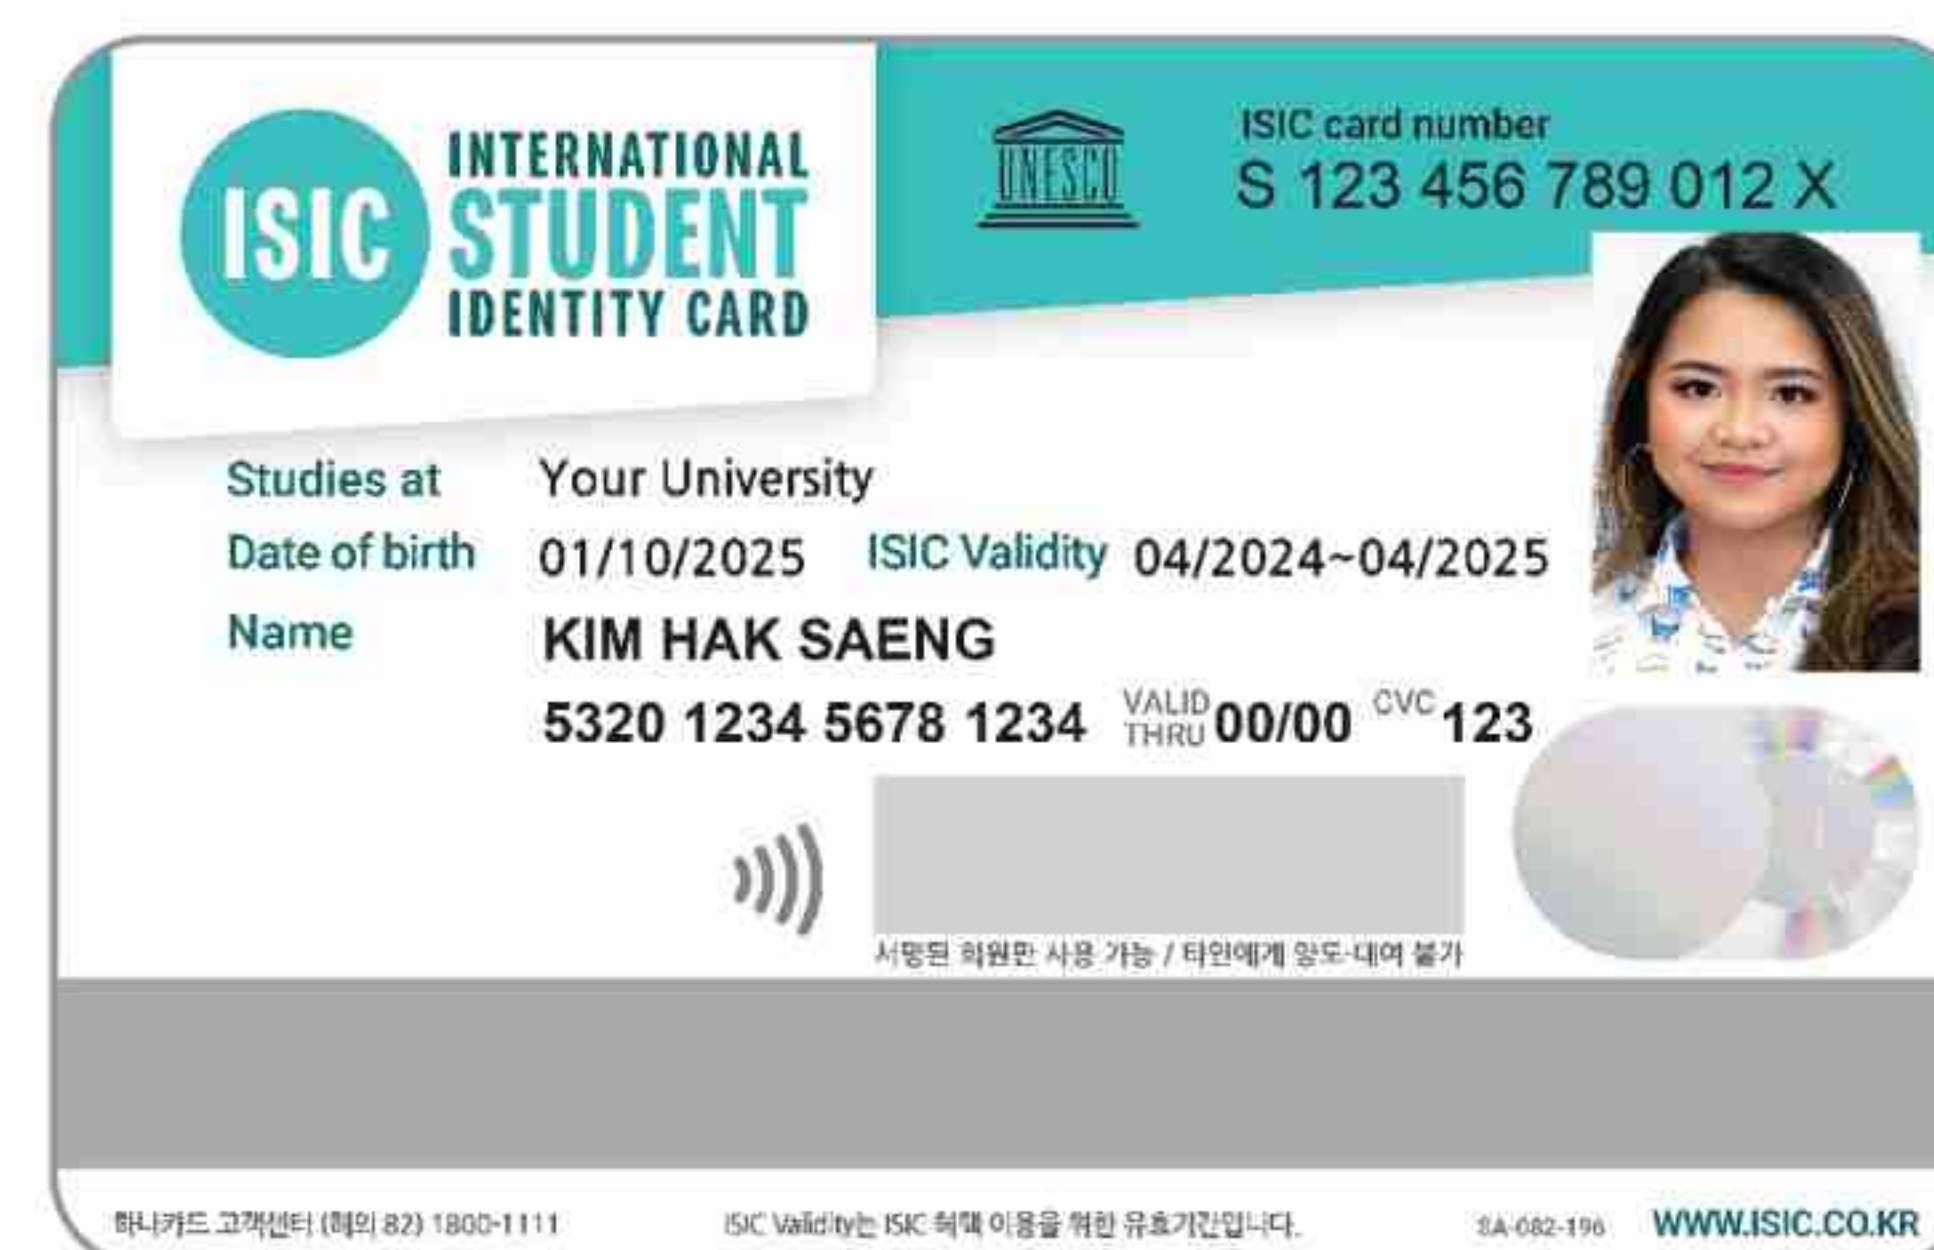 ISIC
INTERNATIONAL
STUDENT
IDENTITY CARD
UNESCO
ISIC card number
S 123 456 789 012 X
Studies at Your University
Date of birth 01/10/2025 ISIC Validity 04/2024~04/2025
Name KIM HAK SAENG
5320 1234 5678 1234 VALID THRU 00/00 CVC 123
서명된 회원만 사용 가능 / 타인에게 양도·대여 불가
하나카드 고객센터 (해외 82) 1800-1111 ISIC Validity는 ISIC 혜택 이용을 위한 유효기간입니다. SA-082-196 WWW.ISIC.CO.KR